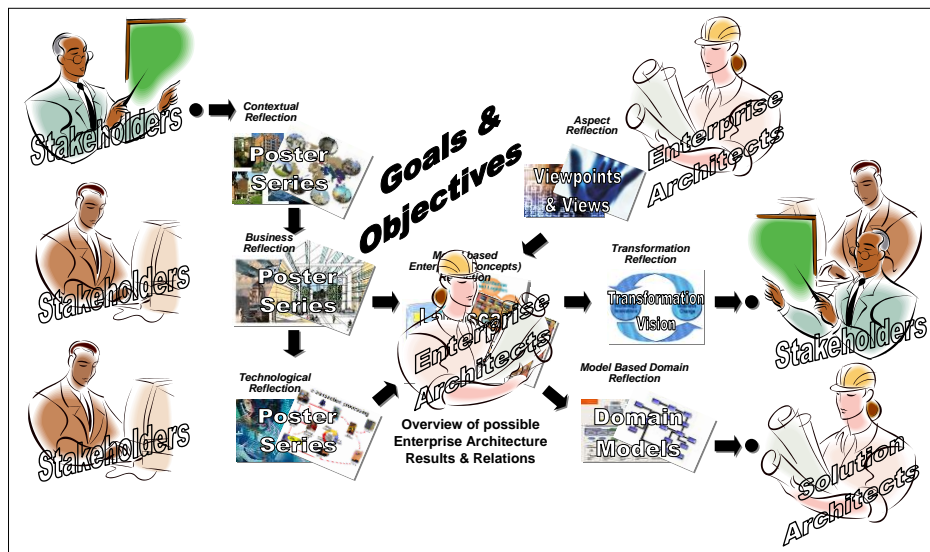 Stakeholders
Contextual
Reflection
Poster
Series
Goals &
Objectives
Aspect
Reflection
Viewpoints
& Views
Enterprise
Architects
Stakeholders
Business
Reflection
Poster
Series
based
Enterprise
Architects
Transformation
Reflection
Transformation
Vision
Stakeholders
Stakeholders
Technological
Reflection
Poster
Series
Overview of possible
Enterprise Architecture
Results & Relations
Model Based Domain
Reflection
Domain
Models
Solution
Architects